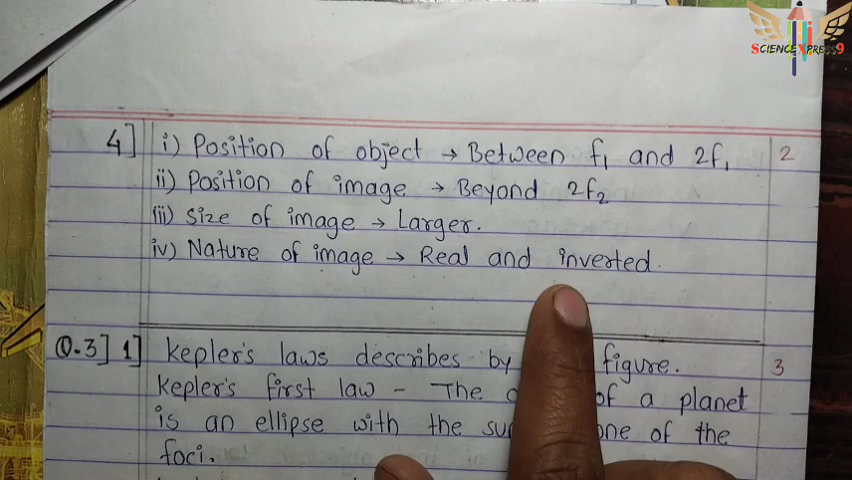 SCIENCEXPRESS9
4] i) Position of object → Between f₁ and 2f₁ 2
ii) Position of image → Beyond 2f₂
iii) Size of image → Larger.
iv) Nature of image → Real and inverted.
Q.3] 1] Kepler's laws describes by figure. 3
Kepler's first law - The of a planet
is an ellipse with the one of the
foci.